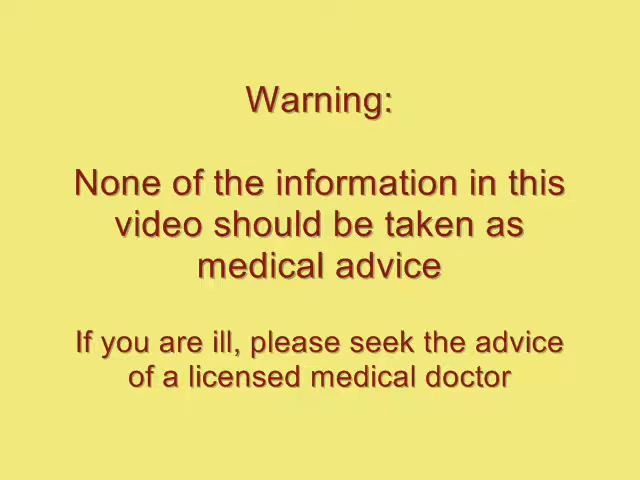 Warning:
None of the information in this
video should be taken as
medical advice
If you are ill, please seek the advice
of a licensed medical doctor